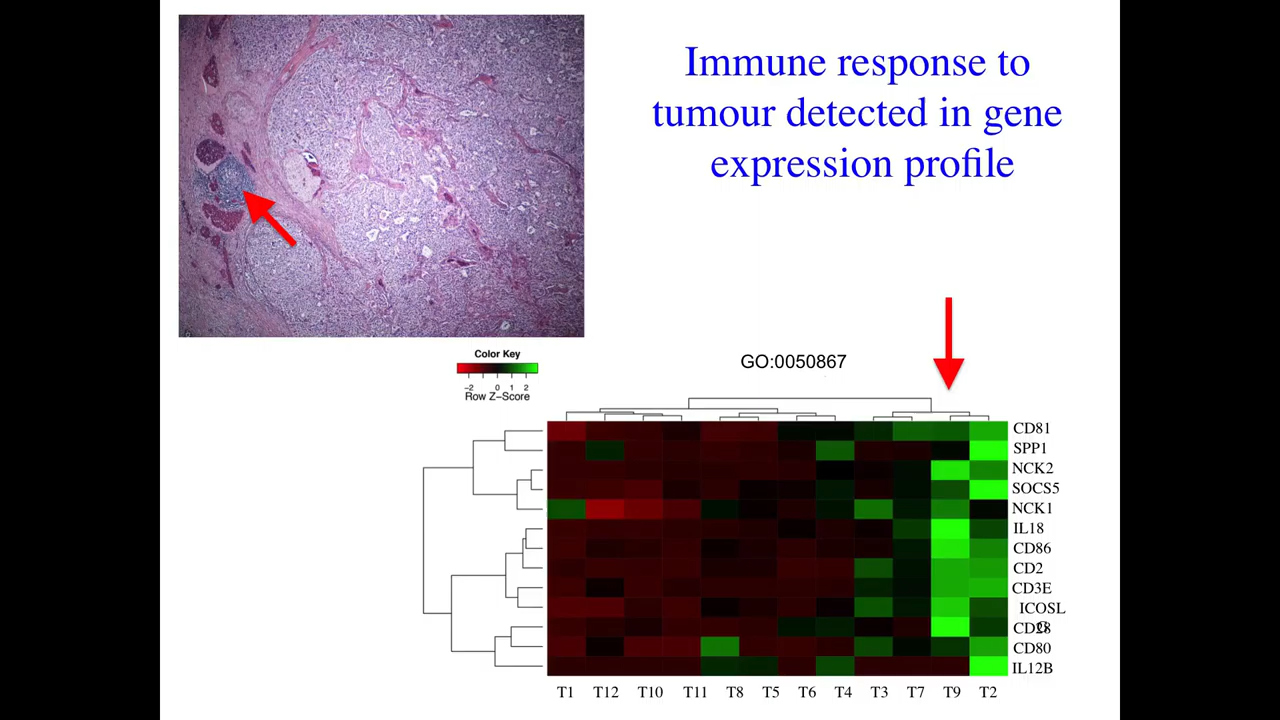 Immune response to
tumour detected in gene
expression profile
Color Key
-2 0 1 2
Row Z-Score
GO:0050867
CD81
SPP1
NCK2
SOCS5
NCK1
IL18
CD86
CD2
CD3E
ICOSL
CD28
CD80
IL12B
T1 T12 T10 T11 T8 T5 T6 T4 T3 T7 T9 T2